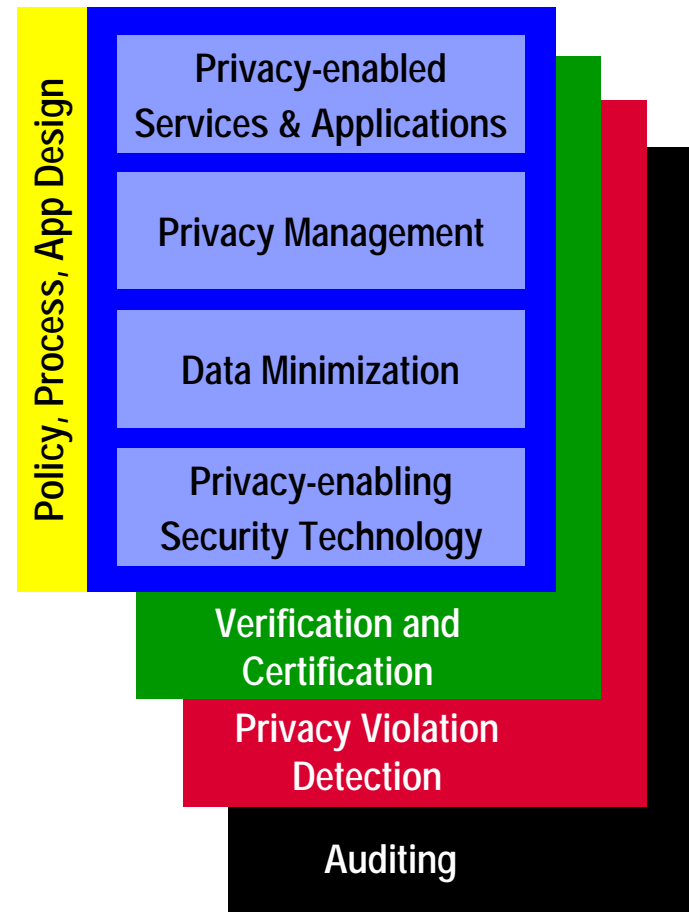 Policy, Process, App Design
Privacy-enabled
Services & Applications
Privacy Management
Data Minimization
Privacy-enabling
Security Technology
Verification and
Certification
Privacy Violation
Detection
Auditing